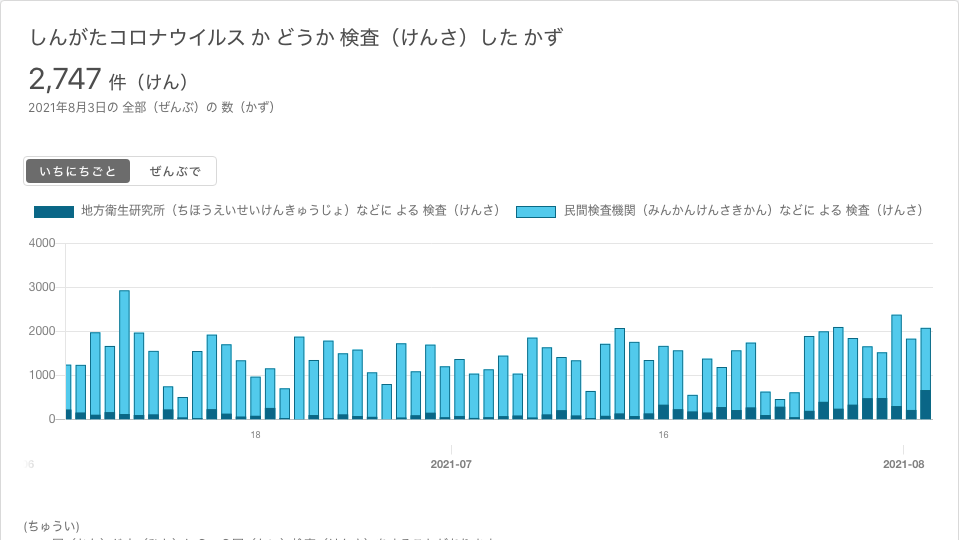 しんがたコロナウイルス か どうか 検査（けんさ）した かず
2,747 件（けん）
2021年8月3日の 全部（ぜんぶ）の 数（かず）
いちにちごと ぜんぶで
地方衛生研究所（ちほうえいせいけんきゅうじょ）などに よる 検査（けんさ） 民間検査機関（みんかんけんさきかん）などに よる 検査（けんさ）
4000
3000
2000
1000
0
18 16
2021-07 2021-08
(ちゅうい)